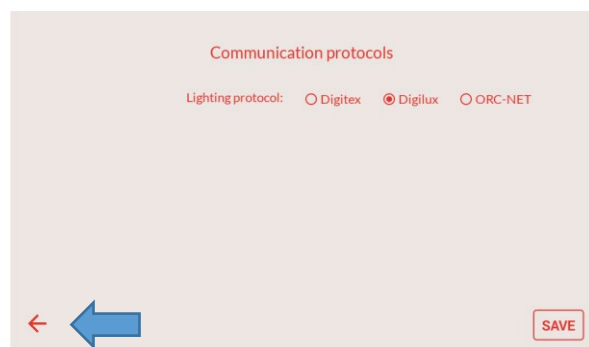 Communication protocols
Lighting protocol: Digitex Digilux ORC-NET
SAVE